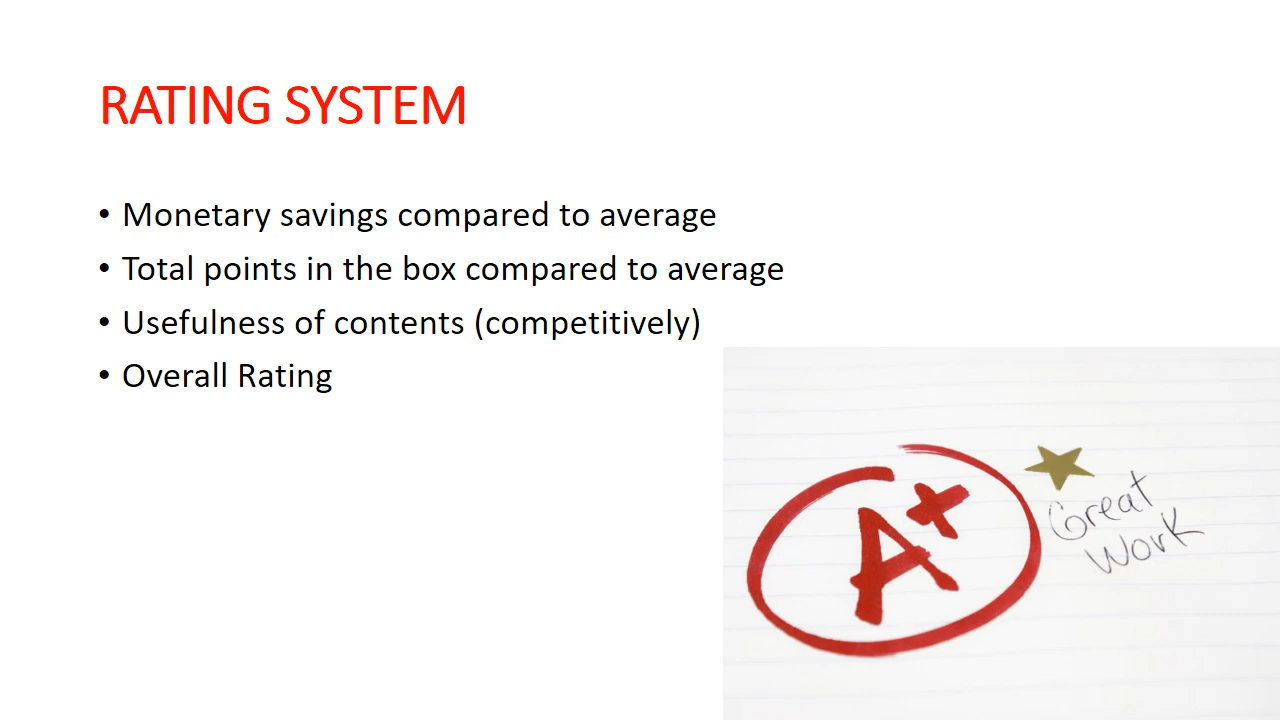 RATING SYSTEM
• Monetary savings compared to average
• Total points in the box compared to average
• Usefulness of contents (competitively)
• Overall Rating
A+
Great
Work